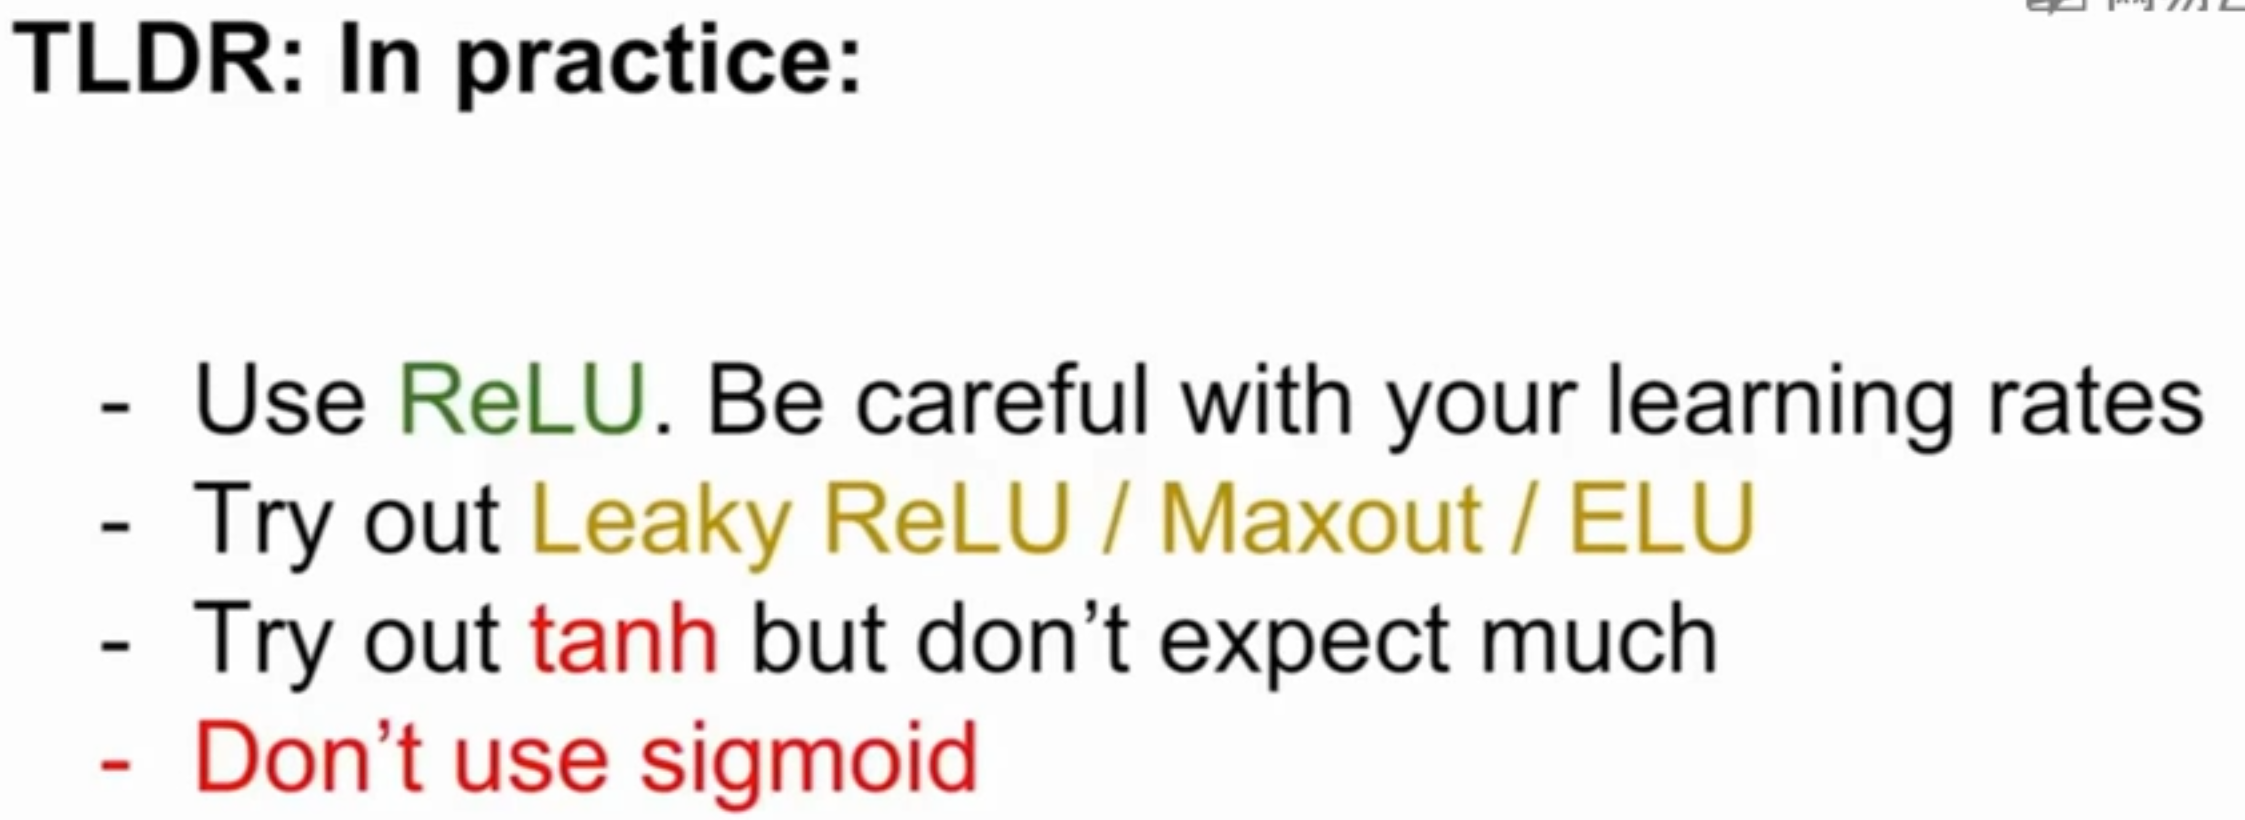 TLDR: In practice:
- Use ReLU. Be careful with your learning rates
- Try out Leaky ReLU / Maxout / ELU
- Try out tanh but don’t expect much
- Don’t use sigmoid